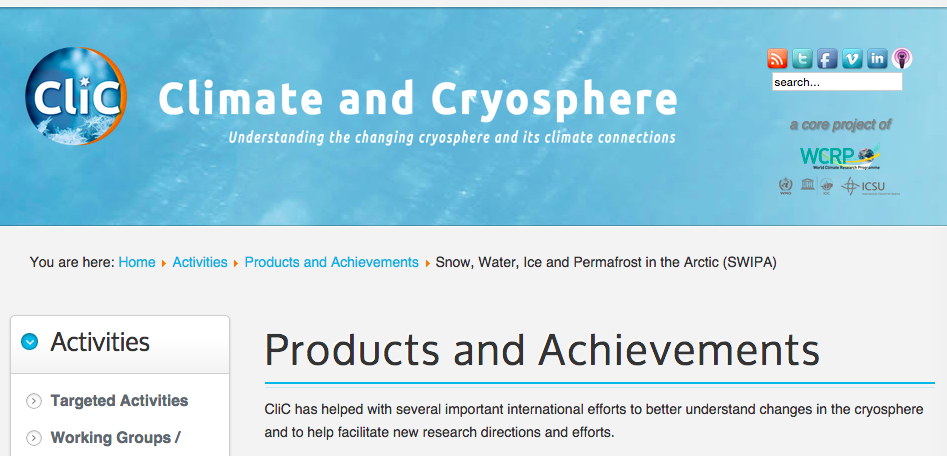 CliC
Climate and Cryosphere
Understanding the changing cryosphere and its climate connections
search...
a core project of
WCRP
World Climate Research Programme
ICSU
You are here: Home Activities Products and Achievements Snow, Water, Ice and Permafrost in the Arctic (SWIPA)
Activities
Targeted Activities
Working Groups /
Products and Achievements
CliC has helped with several important international efforts to better understand changes in the cryosphere
and to help facilitate new research directions and efforts.